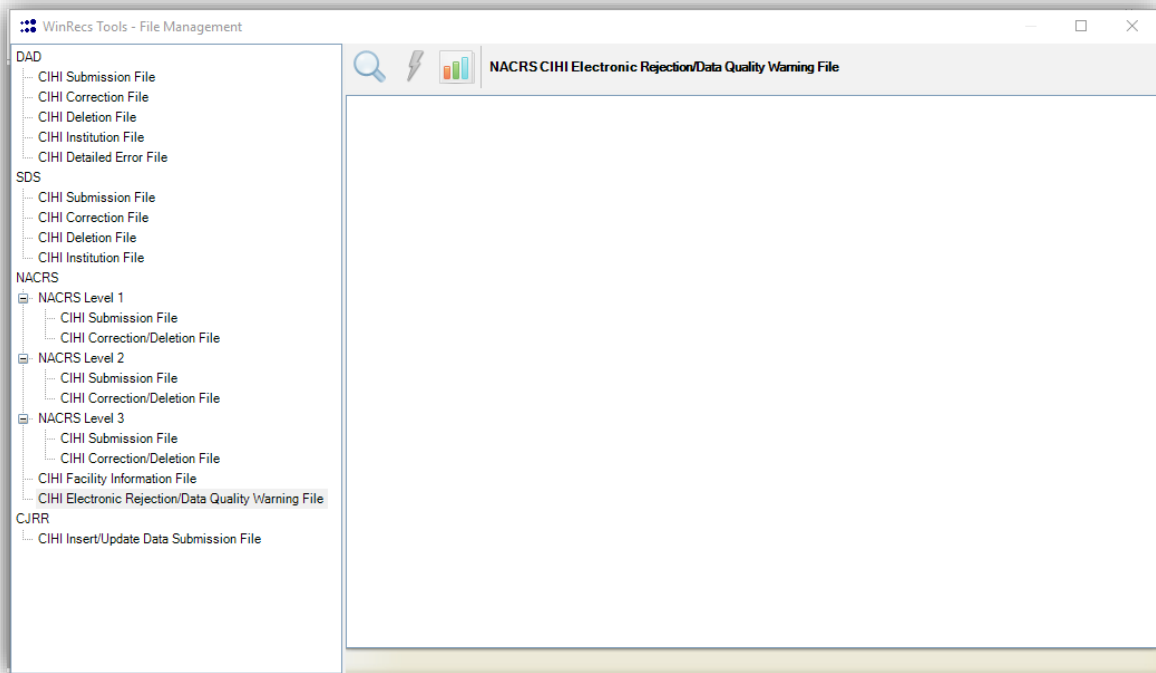 WinRecs Tools - File Management
DAD
CIHI Submission File
CIHI Correction File
CIHI Deletion File
CIHI Institution File
CIHI Detailed Error File
SDS
CIHI Submission File
CIHI Correction File
CIHI Deletion File
CIHI Institution File
NACRS
NACRS Level 1
CIHI Submission File
CIHI Correction/Deletion File
NACRS Level 2
CIHI Submission File
CIHI Correction/Deletion File
NACRS Level 3
CIHI Submission File
CIHI Correction/Deletion File
CIHI Facility Information File
CIHI Electronic Rejection/Data Quality Warning File
CJRR
CIHI Insert/Update Data Submission File
NACRS CIHI Electronic Rejection/Data Quality Warning File